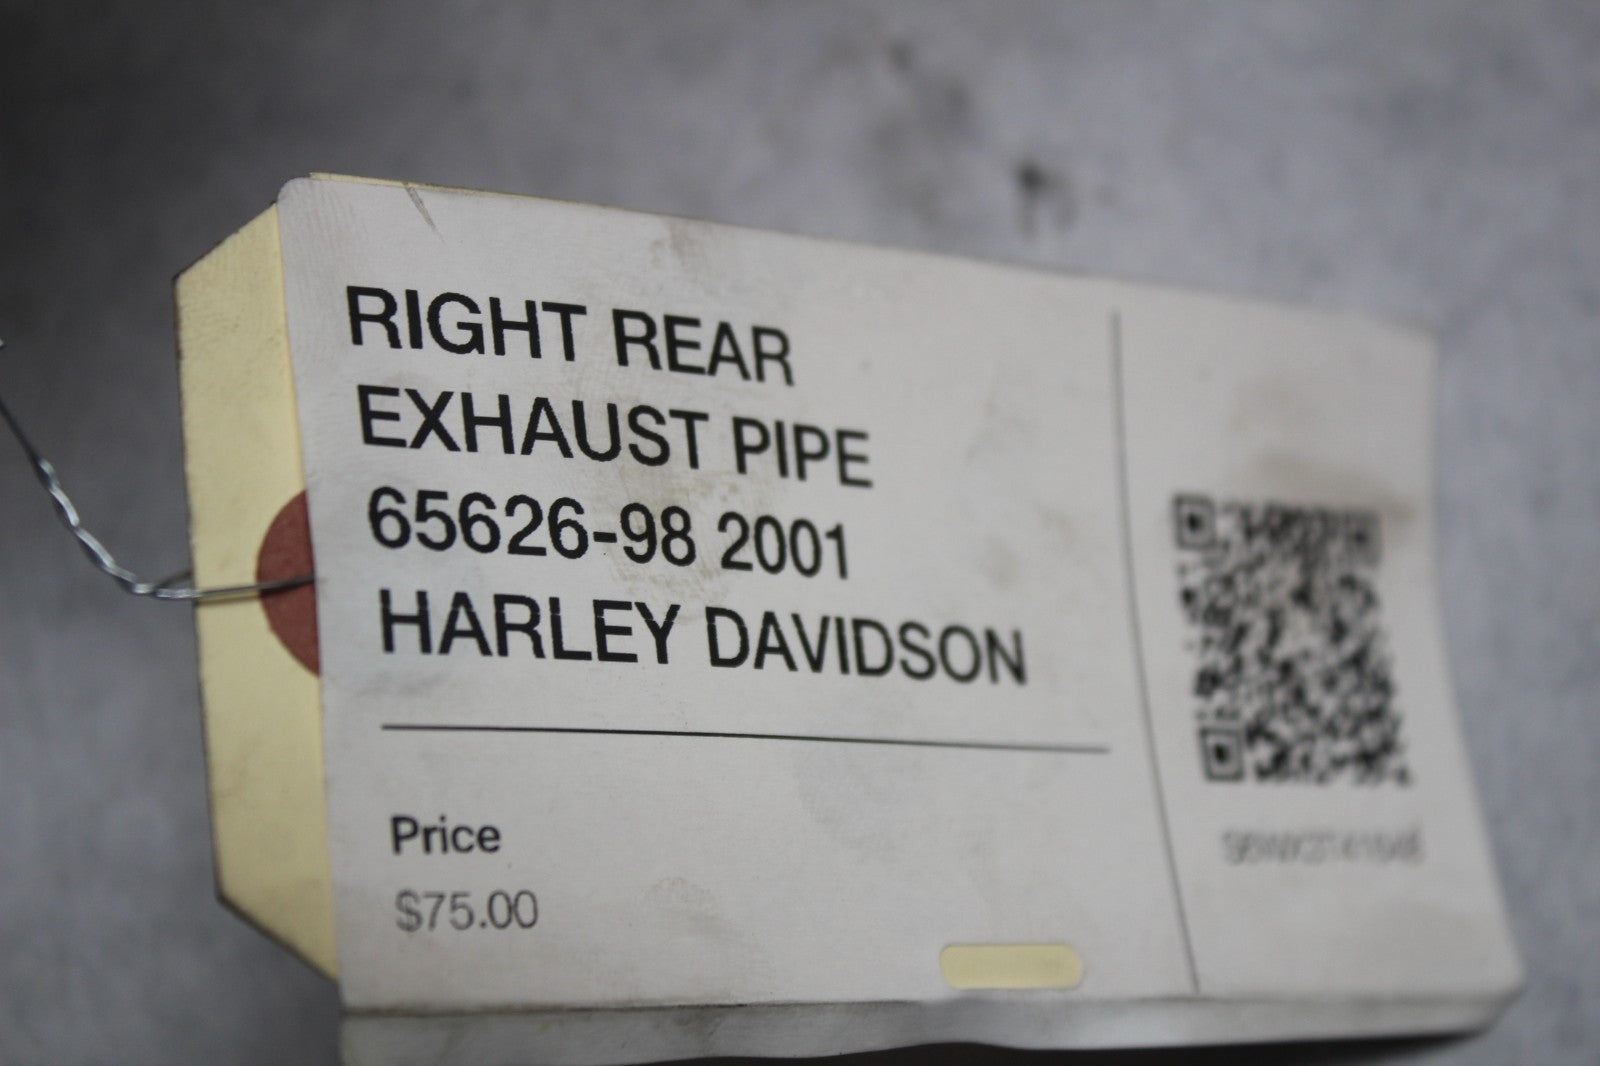 RIGHT REAR
EXHAUST PIPE
65626-98 2001
HARLEY DAVIDSON
Price
$75.00